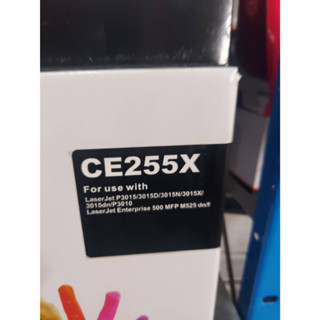 CE255X
For use with
LaserJet P3015/3015D/3015N/3015X/
3015dn/P3010
LaserJet Enterprise 500 MFP M525 dn/f